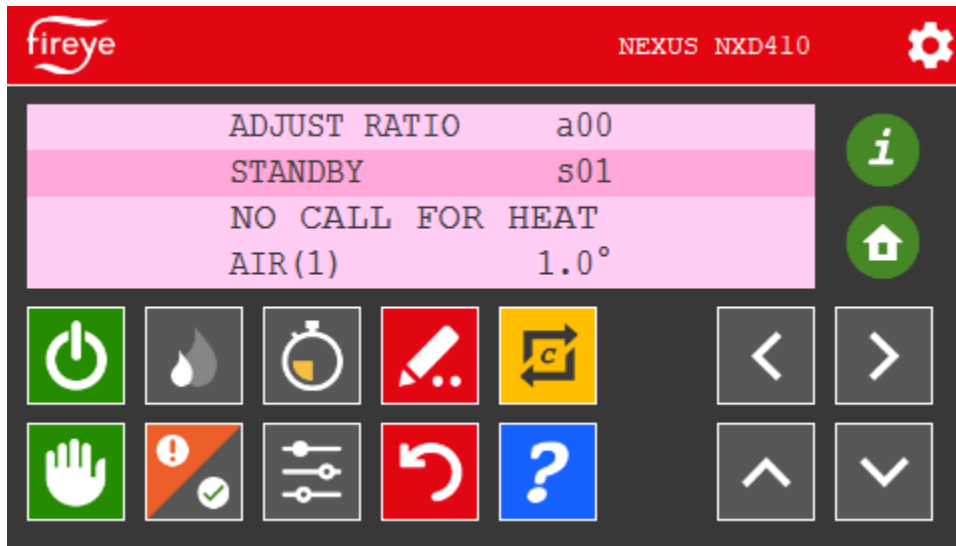 fireye
NEXUS NXD410
ADJUST RATIO a00
STANDBY s01
NO CALL FOR HEAT
AIR(1) 1.0°
i
C
?